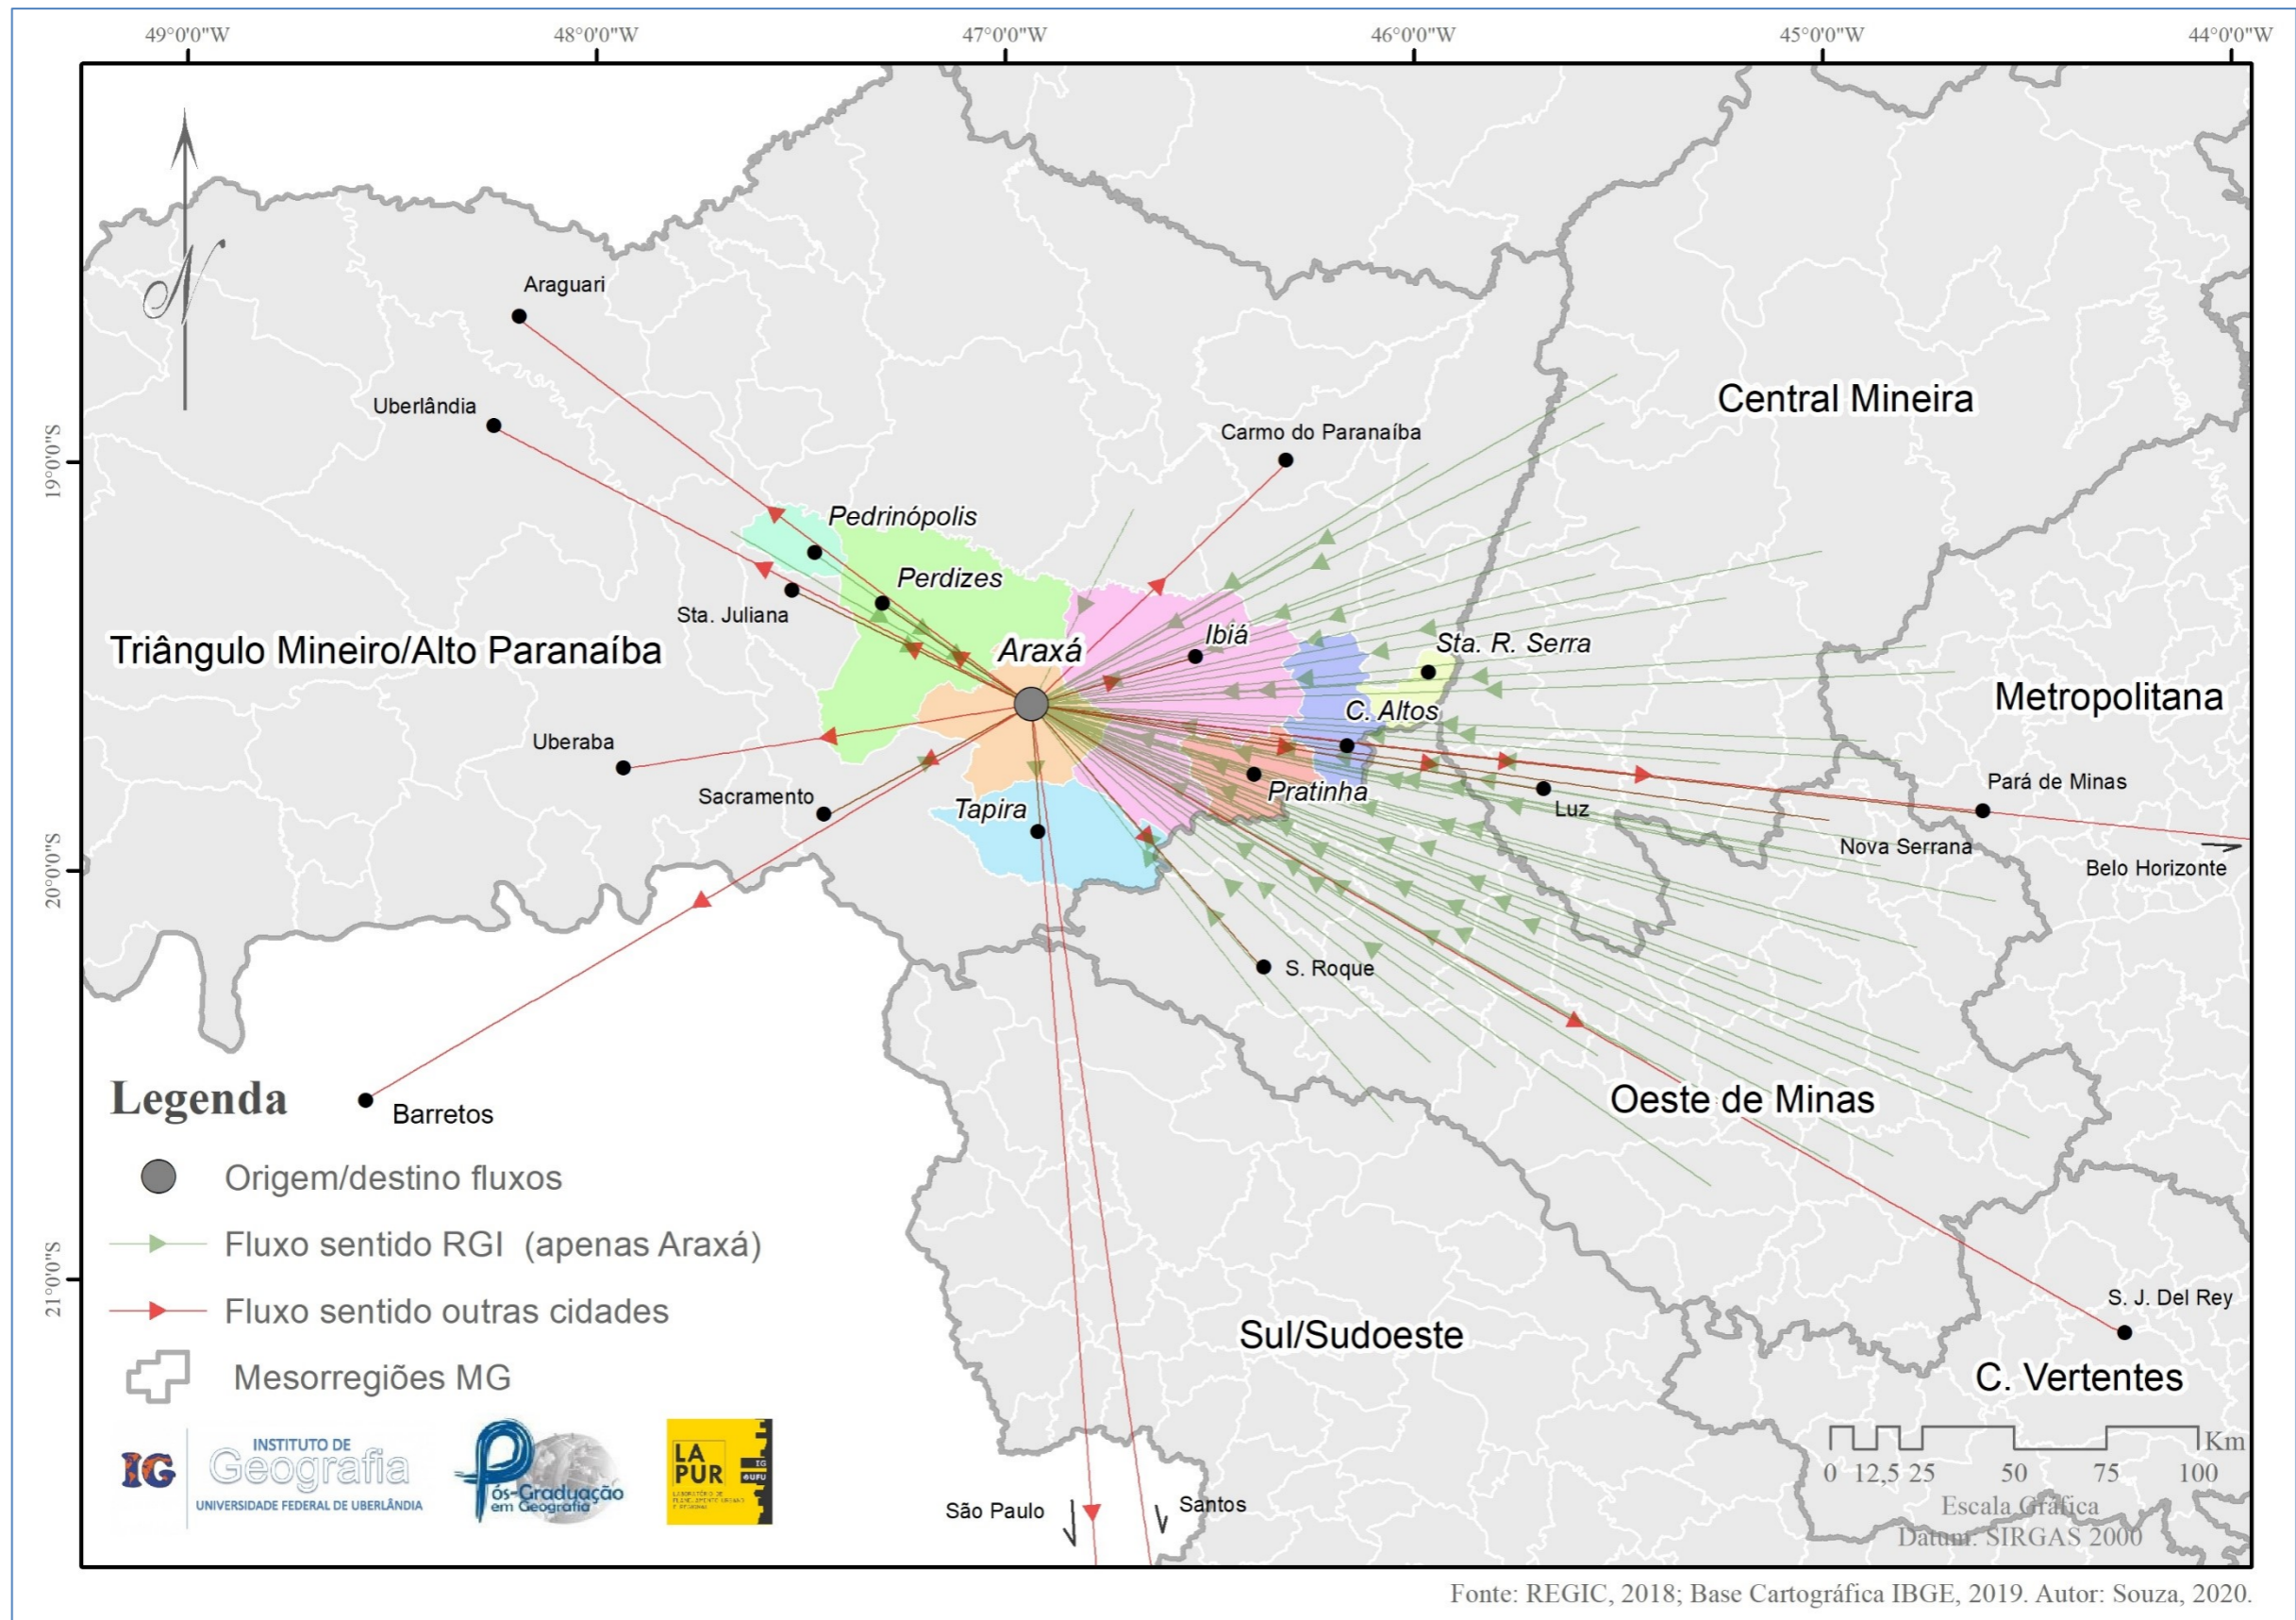 49°0'0"W
48°0'0"W
47°0'0"W
46°0'0"W
45°0'0"W
44°0'0"W
N
Araguari
Uberlândia
Central Mineira
Carmo do Paranaíba
19°0'0"S
Pedrinópolis
Perdizes
Sta. Juliana
Triângulo Mineiro/Alto Paranaíba
Araxá
Ibiá
Sta. R. Serra
Metropolitana
C. Altos
Uberaba
Sacramento
Tapira
Pratinha
Luz
Pará de Minas
Nova Serrana
Belo Horizonte
20°0'0"S
S. Roque
Oeste de Minas
Barretos
Legenda
Origem/destino fluxos
Fluxo sentido RGI (apenas Araxá)
Fluxo sentido outras cidades
Mesorregiões MG
21°0'0"S
S. J. Del Rey
Sul/Sudoeste
C. Vertentes
IG
INSTITUTO DE
Geografia
UNIVERSIDADE FEDERAL DE UBERLÂNDIA
Pós-Graduação
em Geografia
LA
PUR
IG
@UFU
São Paulo
Santos
Km
0 12,5 25 50 75 100
Escala Gráfica
Datum: SIRGAS 2000
Fonte: REGIC, 2018; Base Cartográfica IBGE, 2019. Autor: Souza, 2020.